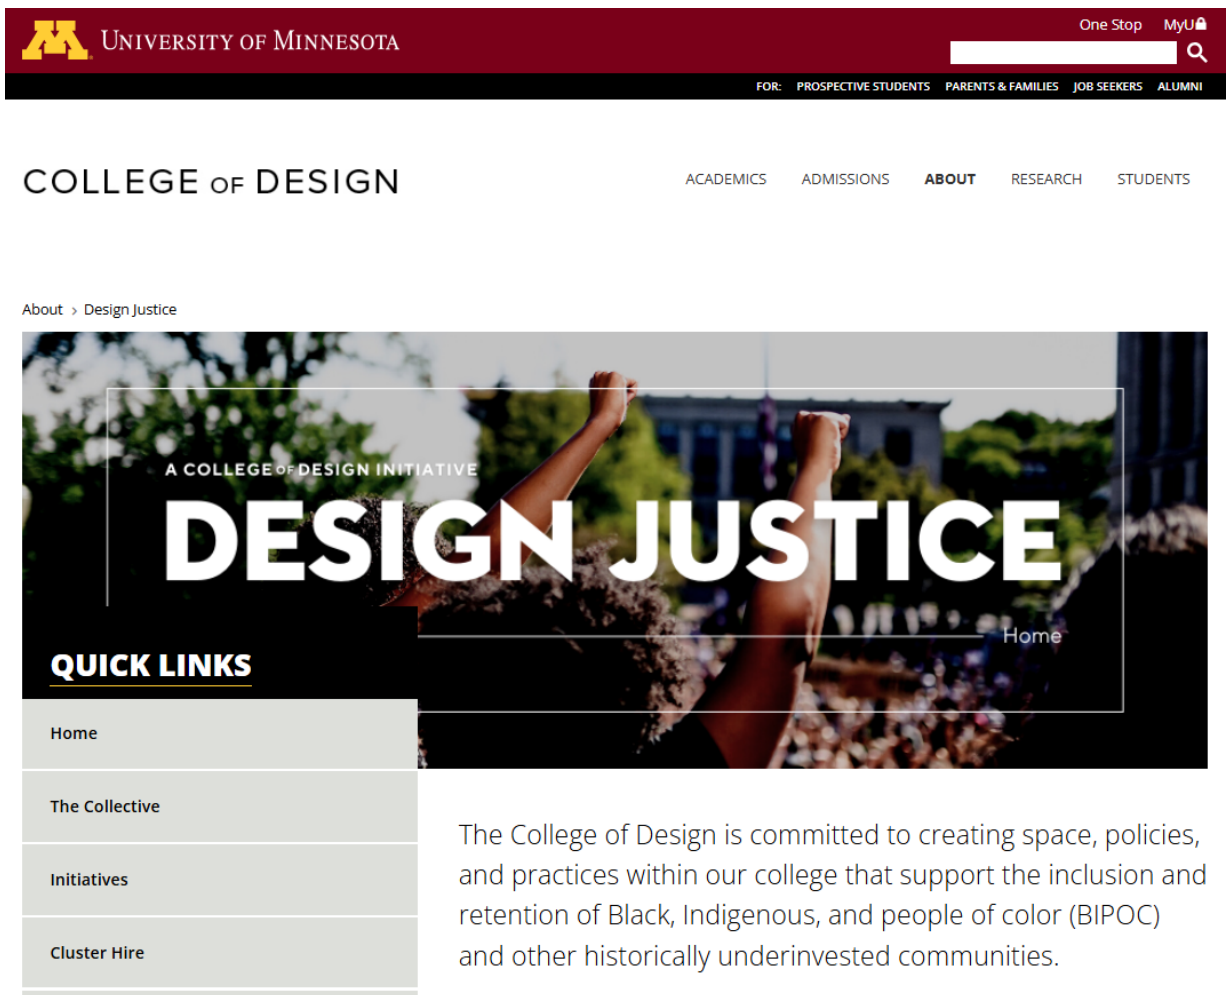 UNIVERSITY OF MINNESOTA
One Stop MyU
FOR: PROSPECTIVE STUDENTS PARENTS & FAMILIES JOB SEEKERS ALUMNI
COLLEGE OF DESIGN
ACADEMICS ADMISSIONS ABOUT RESEARCH STUDENTS
About › Design Justice
A COLLEGE OF DESIGN INITIATIVE
DESIGN JUSTICE
Home
QUICK LINKS
Home
The Collective
Initiatives
Cluster Hire
The College of Design is committed to creating space, policies,
and practices within our college that support the inclusion and
retention of Black, Indigenous, and people of color (BIPOC)
and other historically underinvested communities.